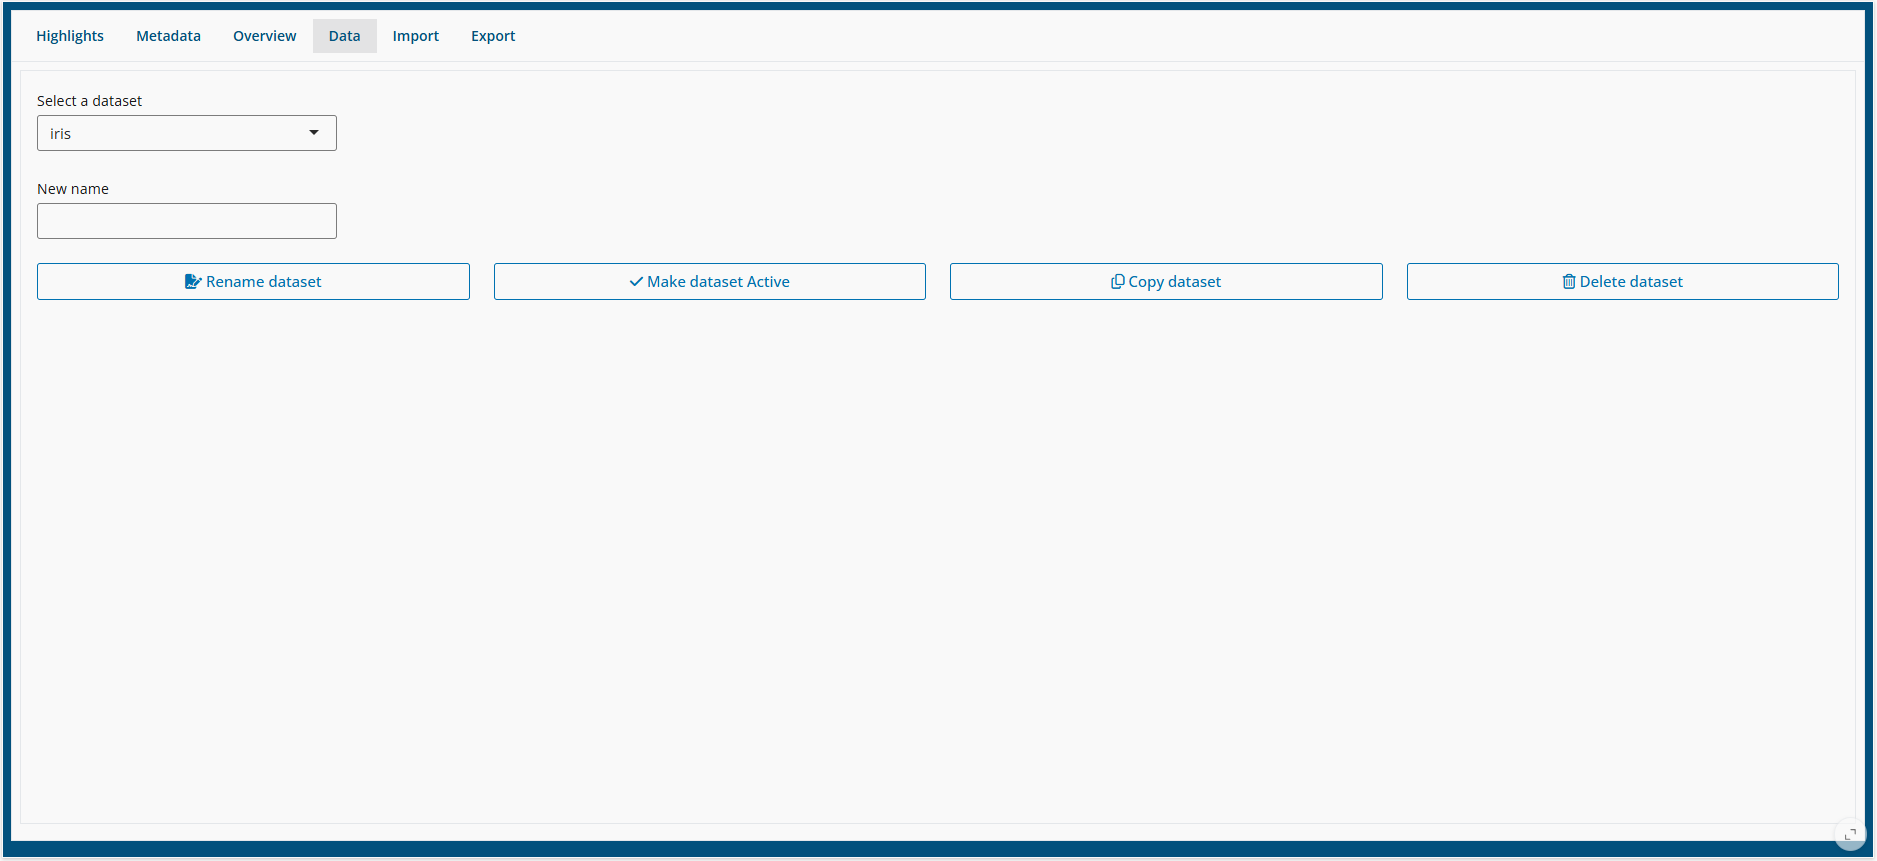 Highlights Metadata Overview Data Import Export
Select a dataset
iris
New name
Rename dataset Make dataset Active Copy dataset Delete dataset